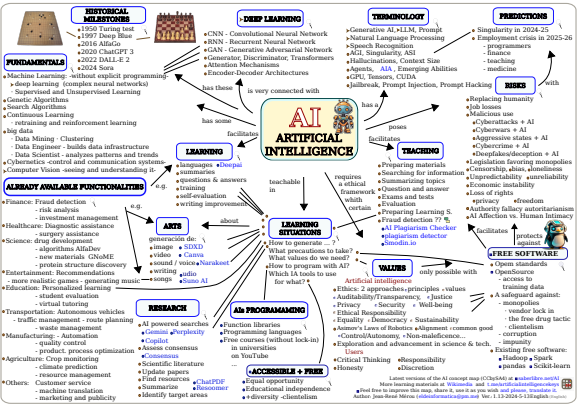 HISTORICAL MILESTONES
1950 Turing test
1997 Deep Blue
2016 AlfaGo
2020 ChatGPT 3
2022 DALL-E 2
2024 Sora
FUNDAMENTALS
Machine Learning: -without explicit programming-
deep learning (complex neural networks)
- Supervised and Unsupervised Learning
Genetic Algorithms
Search Algorithms
Continuous Learning
- retraining and reinforcement learning
big data
- Data Mining - Clustering
- Data Engineer - builds data infrastructure
- Data Scientist - analyzes patterns and trends
Cybernetics -control and communication systems-
Computer Vision -seeing and understanding it-
DEEP LEARNING
CNN - Convolutional Neural Network
RNN - Recurrent Neural Network
GAN - Generative Adversarial Network
Generator, Discriminator, Transformers
Attention Mechanisms
Encoder-Decoder Architectures
TERMINOLOGY
Generative AI, LLM, Prompt
Natural Language Processing
Speech Recognition
AGI, Singularity, ASI
Hallucinations, Context Size
Agents, AIA, Emerging Abilities
GPU, Tensors, CUDA
Jailbreak, Prompt Injection, Prompt Hacking
PREDICTIONS
Singularity in 2024-25
Employment crisis in 2025-26
- programmers
- finance
- teaching
- medicine
with
RISKS
Replacing humanity
Job losses
Malicious use
Cyberattacks + AI
Cyberwars + AI
Aggressive states + AI
Cybercrime + AI
Deepfakes/deception + AI
Legislation favoring monopolies
Censorship, bias, loneliness
Unpredictability unreliability
Economic instability
Loss of rights
privacy freedom
Authority fallacy autoritarianism
AI Affection vs. Human Intimacy
has these
is very connected with
has some
has a
facilitates
poses
facilitates
AI
ARTIFICIAL INTELLIGENCE
LEARNING
languages Deepai
summaries
questions & answers
training
self-evaluation
writing improvement
e.g.
teachable in
requires a ethical framework whith certain
TEACHING
Preparing materials
Searching for information
Summarizing topics
Question and answer
Exams and tests
Evaluation
Preparing Learning S.
Fraud detection ??
AI Plagiarism Checker
plagiarism detector
Smodin.io
ALREADY AVAILABLE FUNCTIONALITIES
Finance: Fraud detection
- risk analysis
- investment management
Healthcare: Diagnostic assistance
- surgery assistance
Science: drug development
- algorithms AlfaDev
- new materials GNoME
- protein structure discovery
Entertainment: Recommendations
- more realistic games - generating music
Education: Personalized learning
- student evaluation
- virtual tutoring
Transportation: Autonomous vehicles
- traffic management - route planning
- waste management
Manufacturing: - Automation
- quality control
- product, process optimization
Agriculture: Crop monitoring
- climate prediction
- resource management
Others: Customer service
- machine translation
- marketing and publicity
e.g.
ARTS
generacion de:
image SDXD
video Canva
sound / voice Narakeet
writing
songs Suno AI
about
LEARNING SITUATIONS
How to generate ... ?
What precautions to take?
What values do we need?
How to program with AI?
Which IA tools to use for what?
RESEARCH
AI powered searches
Gemini Perplexity
Copilot
Assess consensus
Consensus
Scientific literature
Update papers
Find resources ChatPDF
Summarize Resoomer
Identify target areas
AIs PROGRAMAING
Function libraries
Programming languages
Free courses (without lock-in)
in universities
on YouTube
...
ACCESSIBLE + FREE
Equal opportunity
Educational independence
+diversity -clientelism
VALUES
only possible with
Artificial intelligence
Ethics: 2 approaches: principles values
Auditability/Transparency, Justice
Privacy Security Well-being
Ethical Responsibility
Equality Democracy Sustainability
Asimov's Laws of Robotics Alignment common good
Control/Autonomy, Non-maleficence...
Exploration and advancement in science & tech.
Users
Critical Thinking Responsibility
Honesty Discretion
facilitates
protects against
FREE SOFTWARE
Opem standards
OpenSource
- access to training data
A safeguard against:
- monopolies
- vendor lock in
- the free drug tactic
- clientelism
- corruption
- impunity
Existing free software:
Hadoop Spark
pandas Scikit-learn
Latest versions of the AI concept map (CCbySA4) at
More learning materials at Wikimedia and
Feel free to improve this map, share it, use it as you wish and please, translate it.